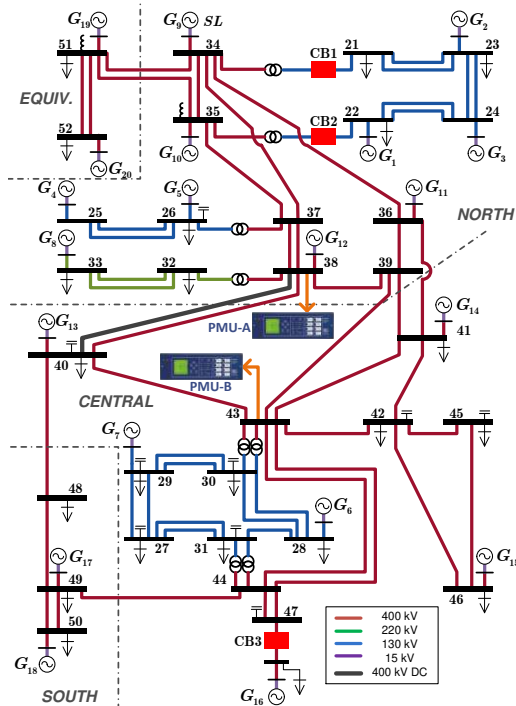 G19 G9 SL G2
51 34 CB1 21 23
EQUIV. 35 CB2 22 24
52
G20 G10 G1 G3
G4 G5 G11
25 26 37 36 NORTH
G8 G12
33 32 38 39
G14
PMU-A
G13 41
40 PMU-B
CENTRAL 43 42 45
G7
29 30
48 G6
27 31 28
G17 G15
49 44 46
47
50 CB3
G18
SOUTH G16
400 kV
220 kV
130 kV
15 kV
400 kV DC